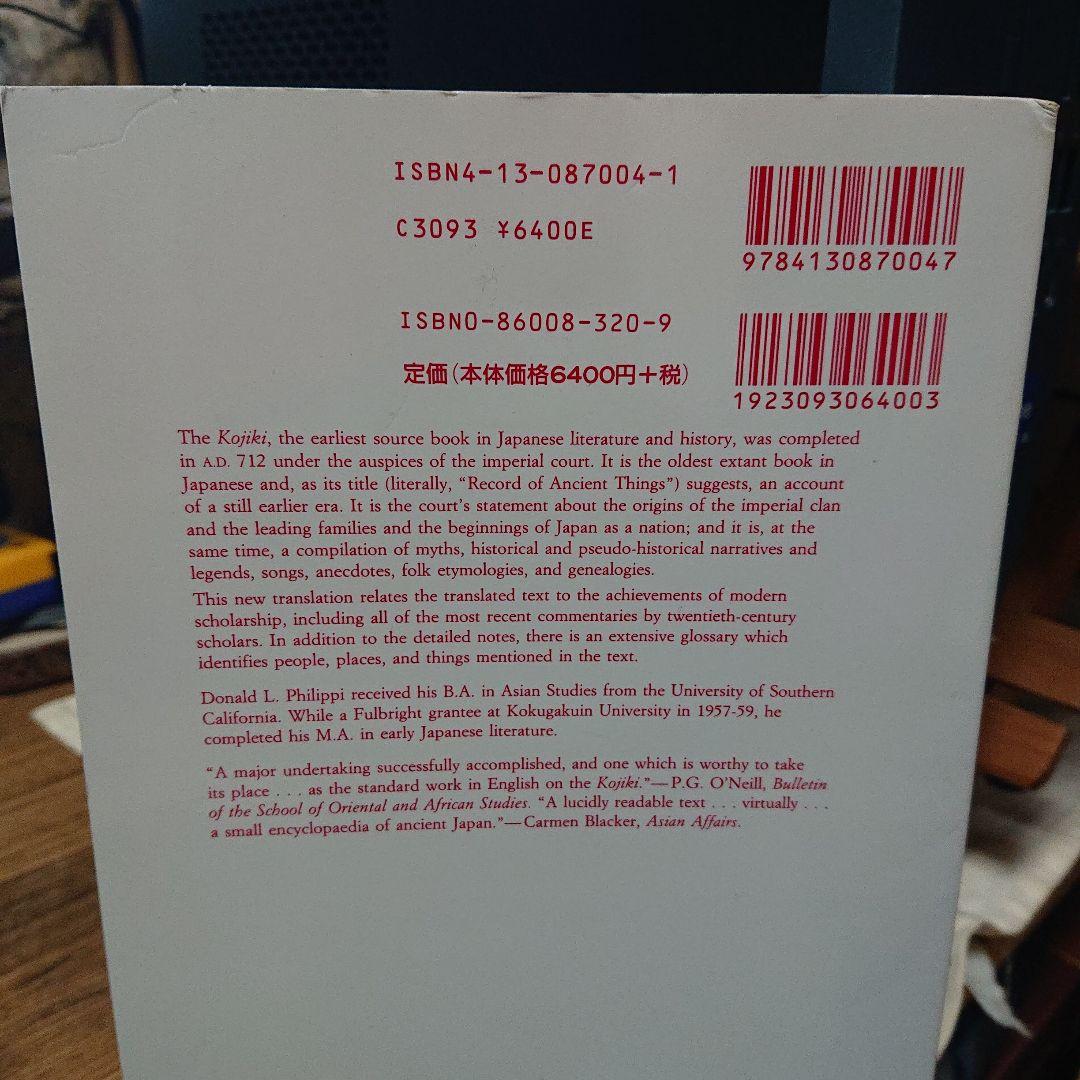 ISBN4-13-087004-1
C3093 ¥6400E
9784130870047
ISBN0-86008-320-9
定価(本体価格6400円+税)
1923093064003
The Kojiki, the earliest source book in Japanese literature and history, was completed
in A.D. 712 under the auspices of the imperial court. It is the oldest extant book in
Japanese and, as its title (literally, “Record of Ancient Things”) suggests, an account
of a still earlier era. It is the court's statement about the origins of the imperial clan
and the leading families and the beginnings of Japan as a nation; and it is, at the
same time, a compilation of myths, historical and pseudo-historical narratives and
legends, songs, anecdotes, folk etymologies, and genealogies.
This new translation relates the translated text to the achievements of modern
scholarship, including all of the most recent commentaries by twentieth-century
scholars. In addition to the detailed notes, there is an extensive glossary which
identifies people, places, and things mentioned in the text.
Donald L. Philippi received his B.A. in Asian Studies from the University of Southern
California. While a Fulbright grantee at Kokugakuin University in 1957-59, he
completed his M.A. in early Japanese literature.
“A major undertaking successfully accomplished, and one which is worthy to take
its place . . . as the standard work in English on the Kojiki.”—P.G. O'Neill, Bulletin
of the School of Oriental and African Studies. “A lucidly readable text . . . virtually . . .
a small encyclopaedia of ancient Japan.”—Carmen Blacker, Asian Affairs.